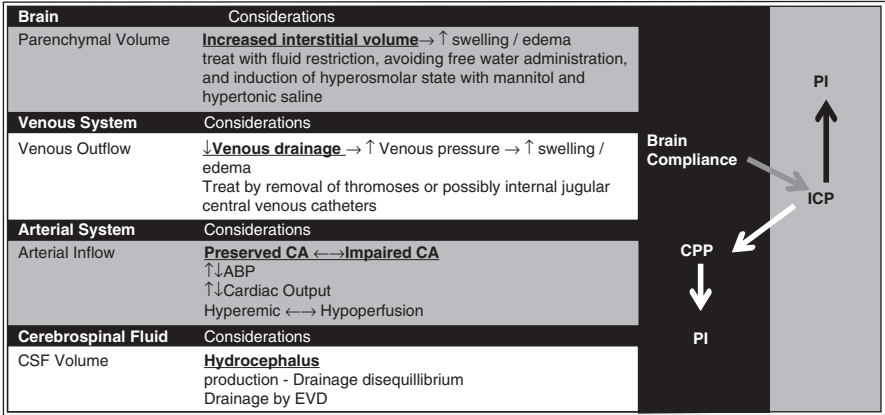 Brain Considerations
Parenchymal Volume Increased interstitial volume→ ↑ swelling / edema
treat with fluid restriction, avoiding free water administration,
and induction of hyperosmolar state with mannitol and
hypertonic saline
Venous System Considerations
Venous Outflow ↓Venous drainage → ↑ Venous pressure → ↑ swelling /
edema
Treat by removal of thromoses or possibly internal jugular
central venous catheters
Arterial System Considerations
Arterial Inflow Preserved CA ←→Impaired CA
↑↓ABP
↑↓Cardiac Output
Hyperemic ←→ Hypoperfusion
Cerebrospinal Fluid Considerations
CSF Volume Hydrocephalus
production - Drainage disequillibrium
Drainage by EVD
Brain
Compliance
PI
ICP
CPP
PI